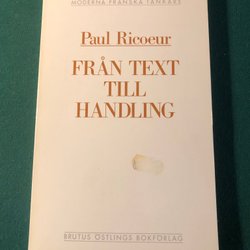 MODERNA FRANSKA TÄNKARE
Paul Ricoeur
FRÅN TEXT
TILL
HANDLING
BRUTUS ÖSTLINGS BOKFÖRLAG